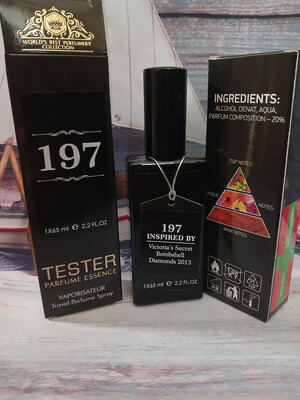 WORLD'S BEST PERFUMERY
COLLECTION
197
1X65 ml ℮ 2.2 FL.OZ
TESTER
PARFUME ESSENCE
VAPORISATEUR
Travel Perfume Spray
197
INSPIRED BY
Victoria's Secret
Bombshell
Diamonds 2013
1X65 ml ℮ 2.2 FL.OZ
INGREDIENTS:
ALCOHOL DENAT, AQUA,
PARFUM COMPOSITION – 20%
TOP NOTES
NOTES
BASE NOTES